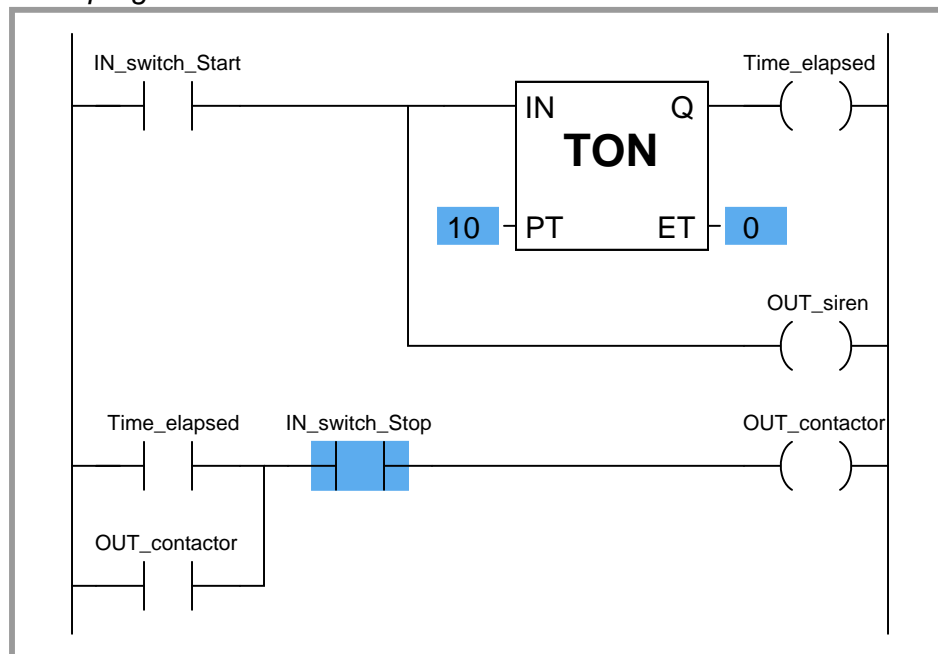 IN_switch_Start
Time_elapsed
IN Q
TON
10 PT ET 0
OUT_siren
Time_elapsed IN_switch_Stop OUT_contactor
OUT_contactor